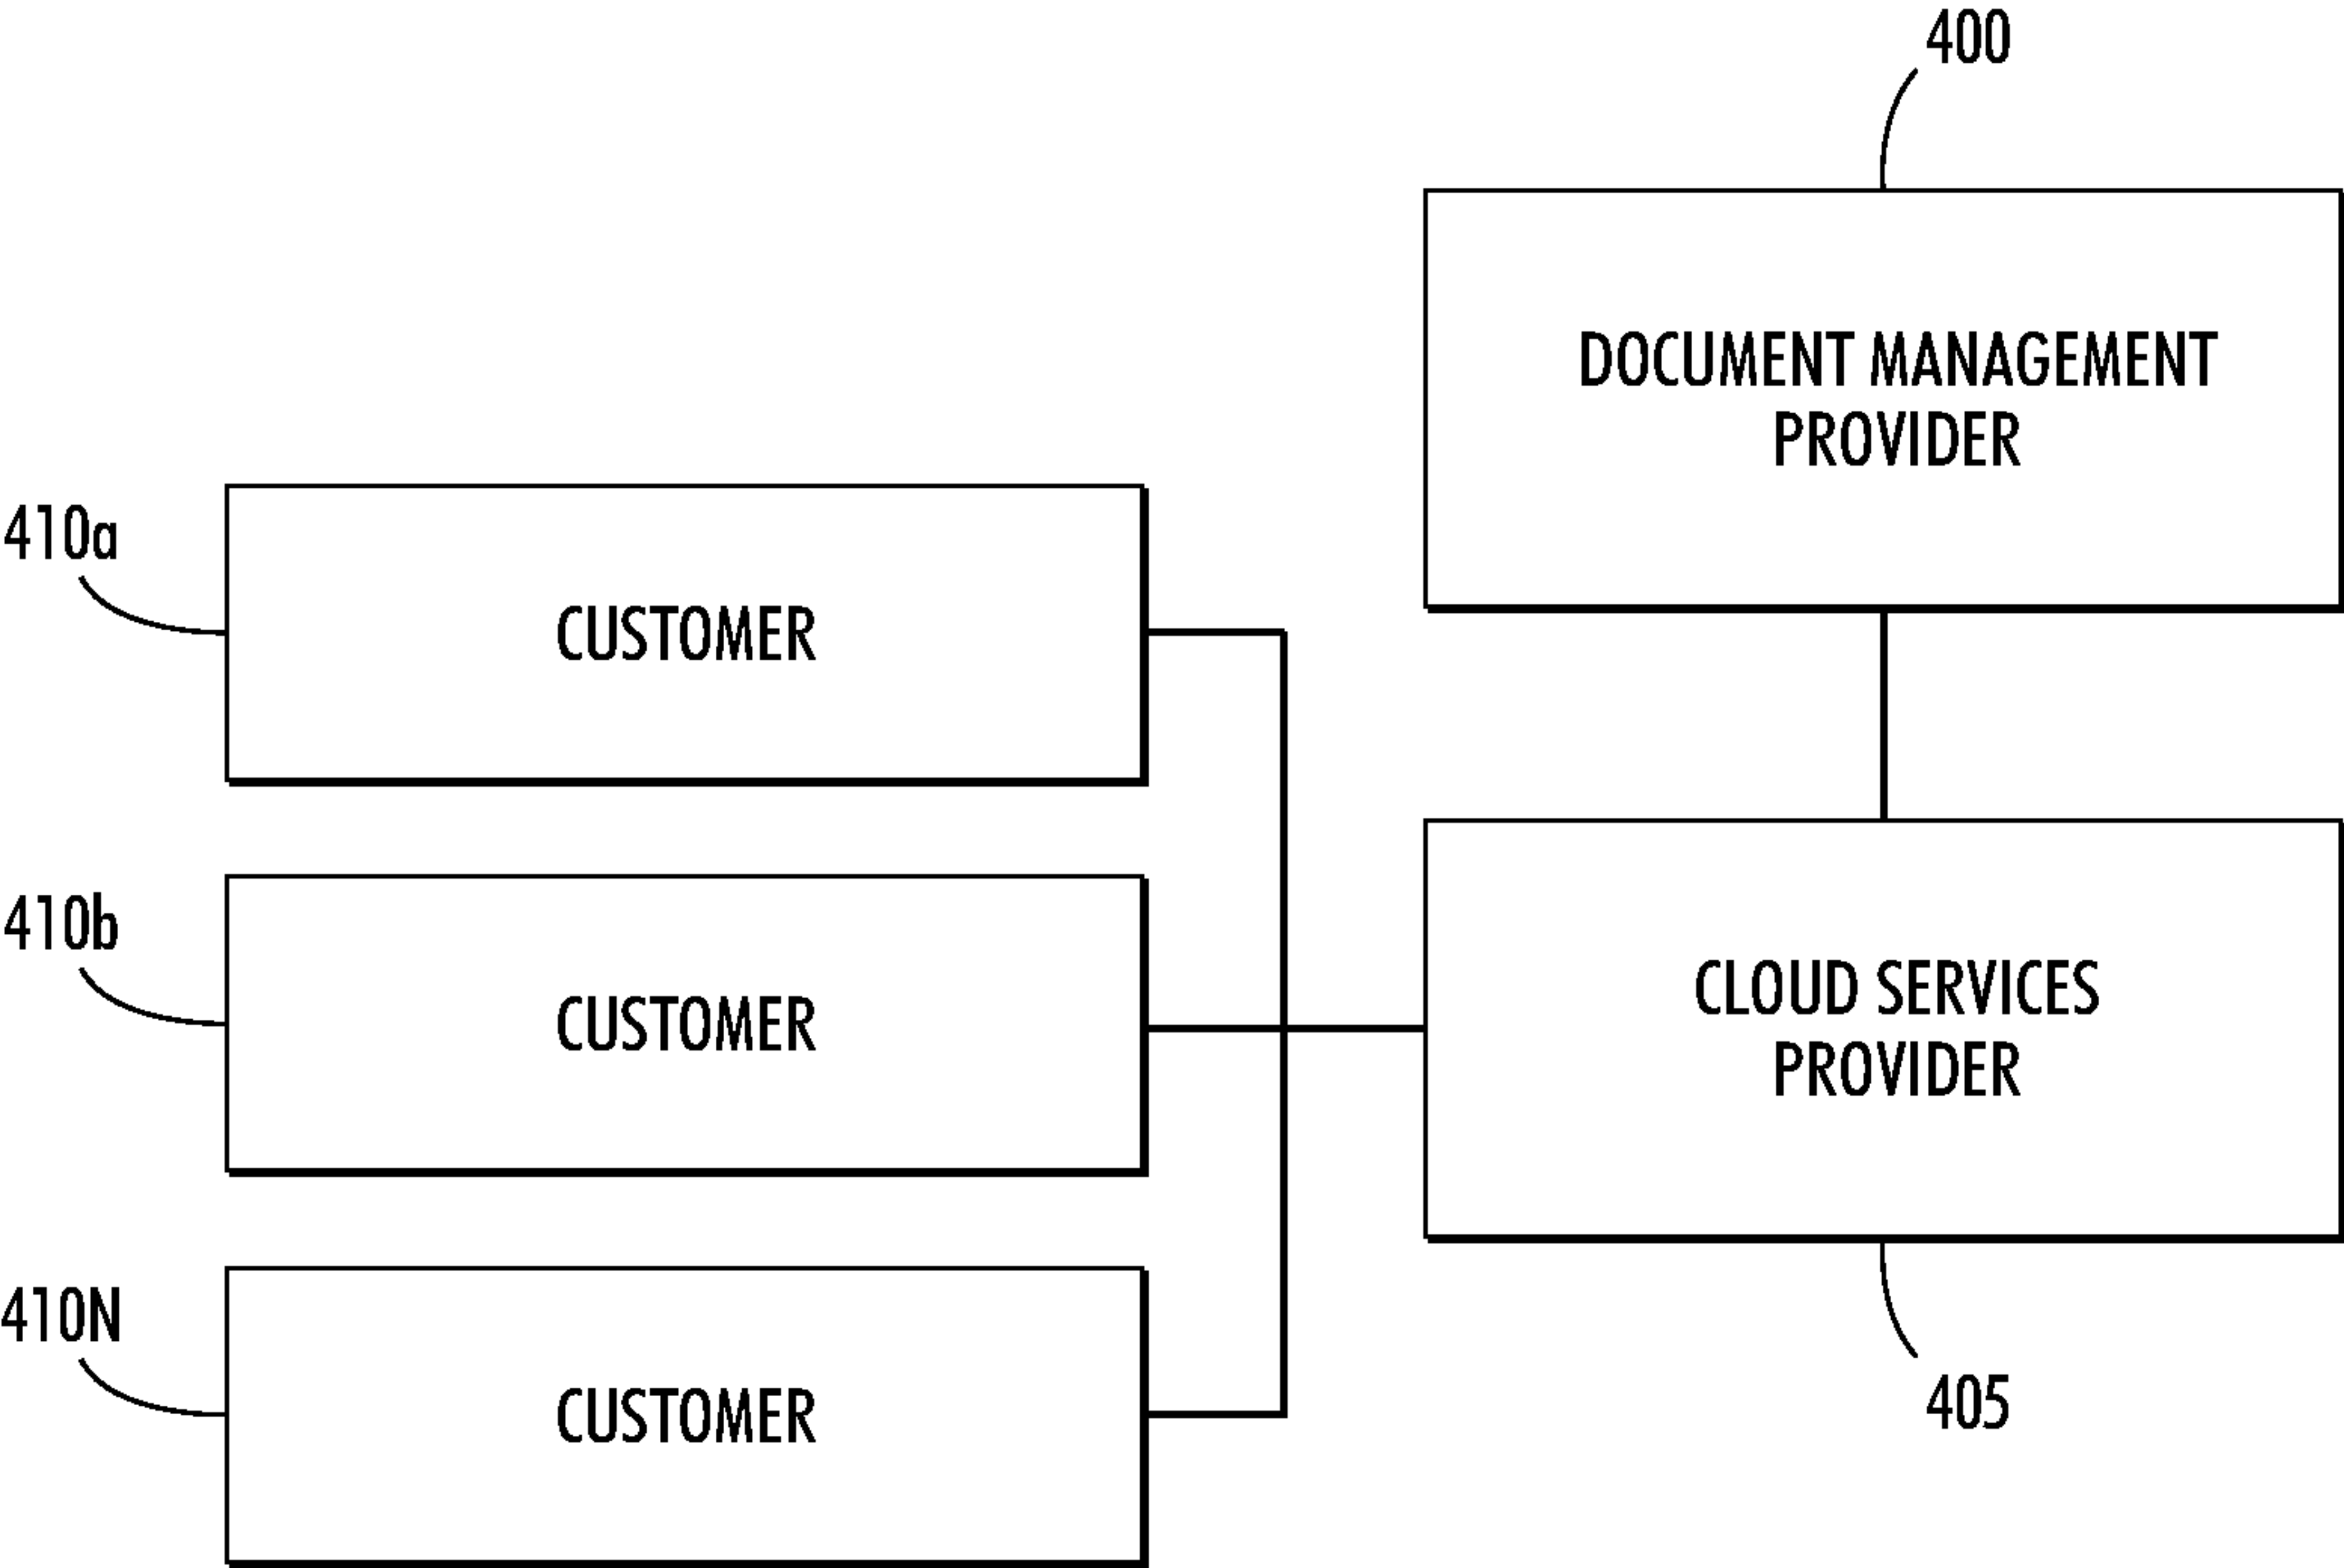 400
DOCUMENT MANAGEMENT
PROVIDER
410a
CUSTOMER
410b
CUSTOMER
CLOUD SERVICES
PROVIDER
410N
CUSTOMER
405